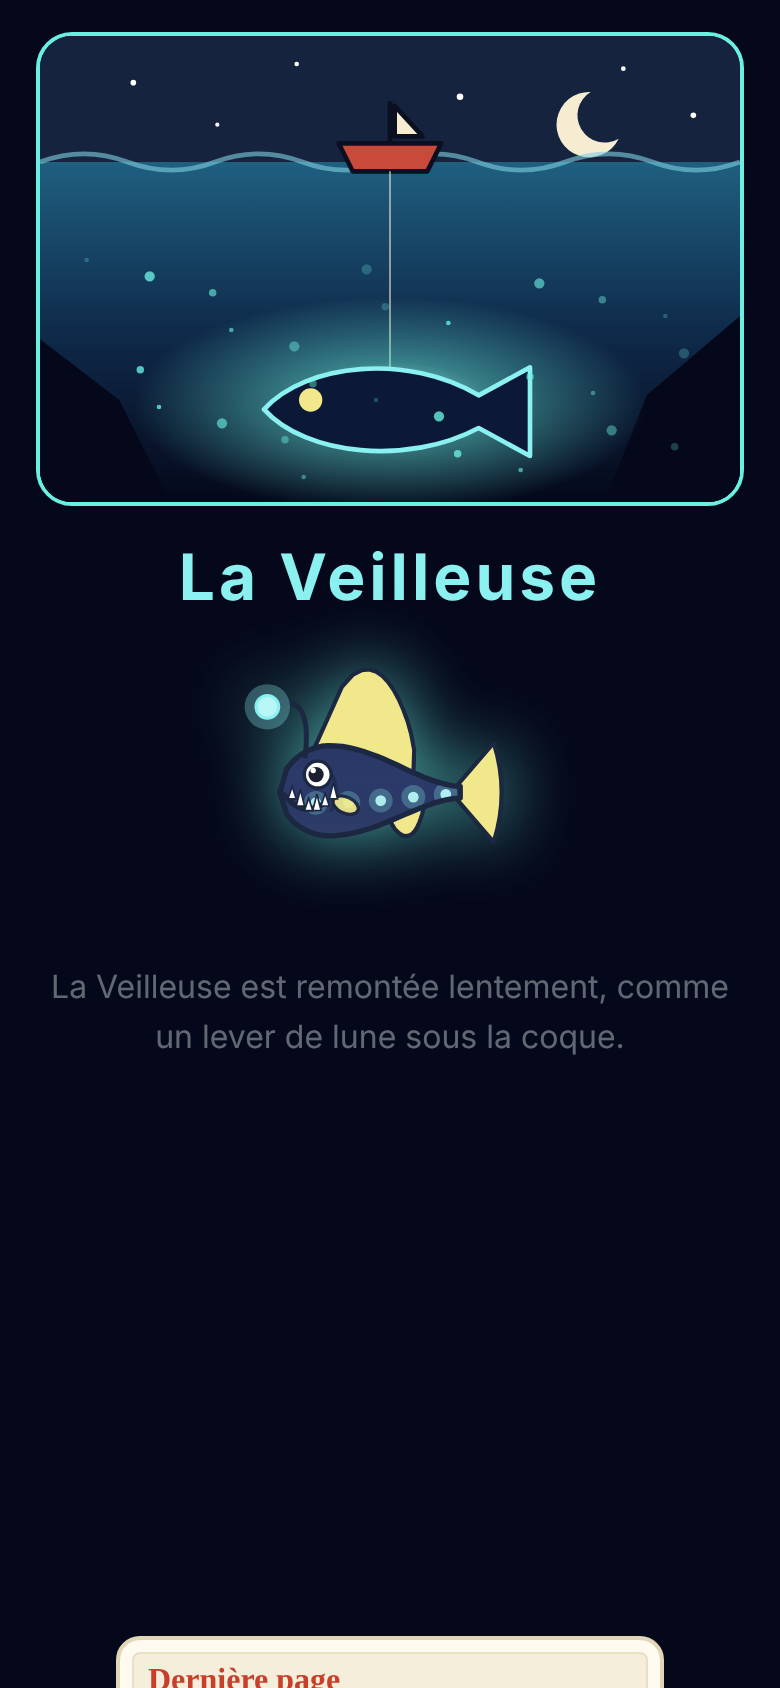 La Veilleuse
La Veilleuse est remontée lentement, comme
un lever de lune sous la coque.
Dernière page